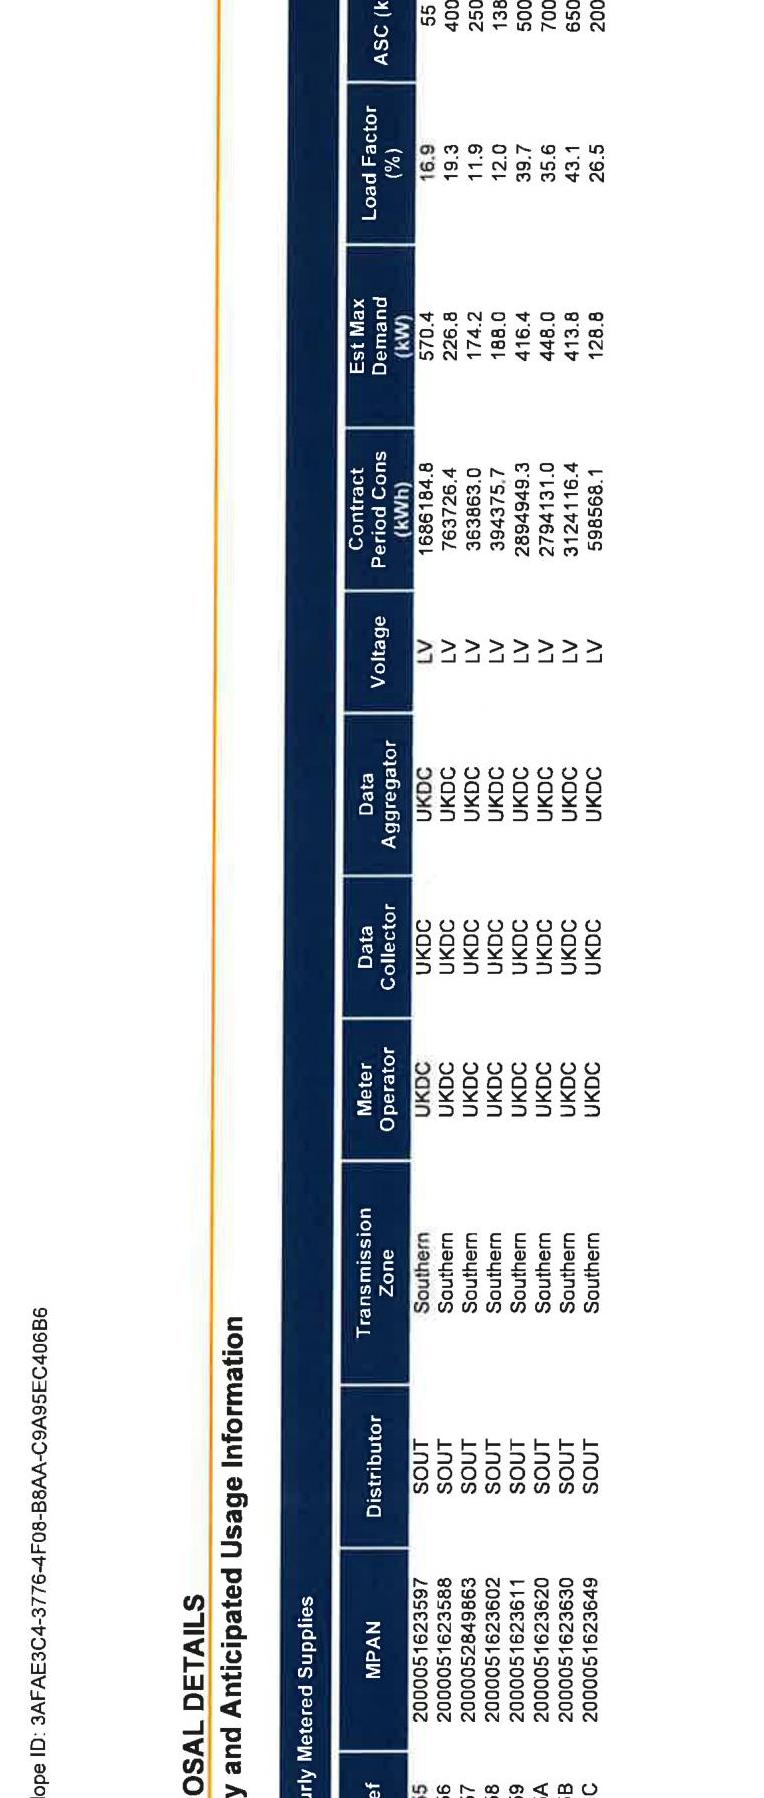 lope ID: 3AFAE3C4-3776-4F08-B8AA-C9A95EC406B6
OSAL DETAILS
y and Anticipated Usage Information
urly Metered Supplies
ef MPAN Distributor Transmission Zone Meter Operator Data Collector Data Aggregator Voltage Contract Period Cons (kWh) Est Max Demand (kW) Load Factor (%) ASC (k
5 2000051623597 SOUT Southern UKDC UKDC UKDC LV 1686184.8 570.4 16.9 55
6 2000051623588 SOUT Southern UKDC UKDC UKDC LV 763726.4 226.8 19.3 400
7 2000052849863 SOUT Southern UKDC UKDC UKDC LV 363863.0 174.2 11.9 250
8 2000051623602 SOUT Southern UKDC UKDC UKDC LV 394375.7 188.0 12.0 138
9 2000051623611 SOUT Southern UKDC UKDC UKDC LV 2894949.3 416.4 39.7 500
A 2000051623620 SOUT Southern UKDC UKDC UKDC LV 2794131.0 448.0 35.6 700
B 2000051623630 SOUT Southern UKDC UKDC UKDC LV 3124116.4 413.8 43.1 650
C 2000051623649 SOUT Southern UKDC UKDC UKDC LV 598568.1 128.8 26.5 200